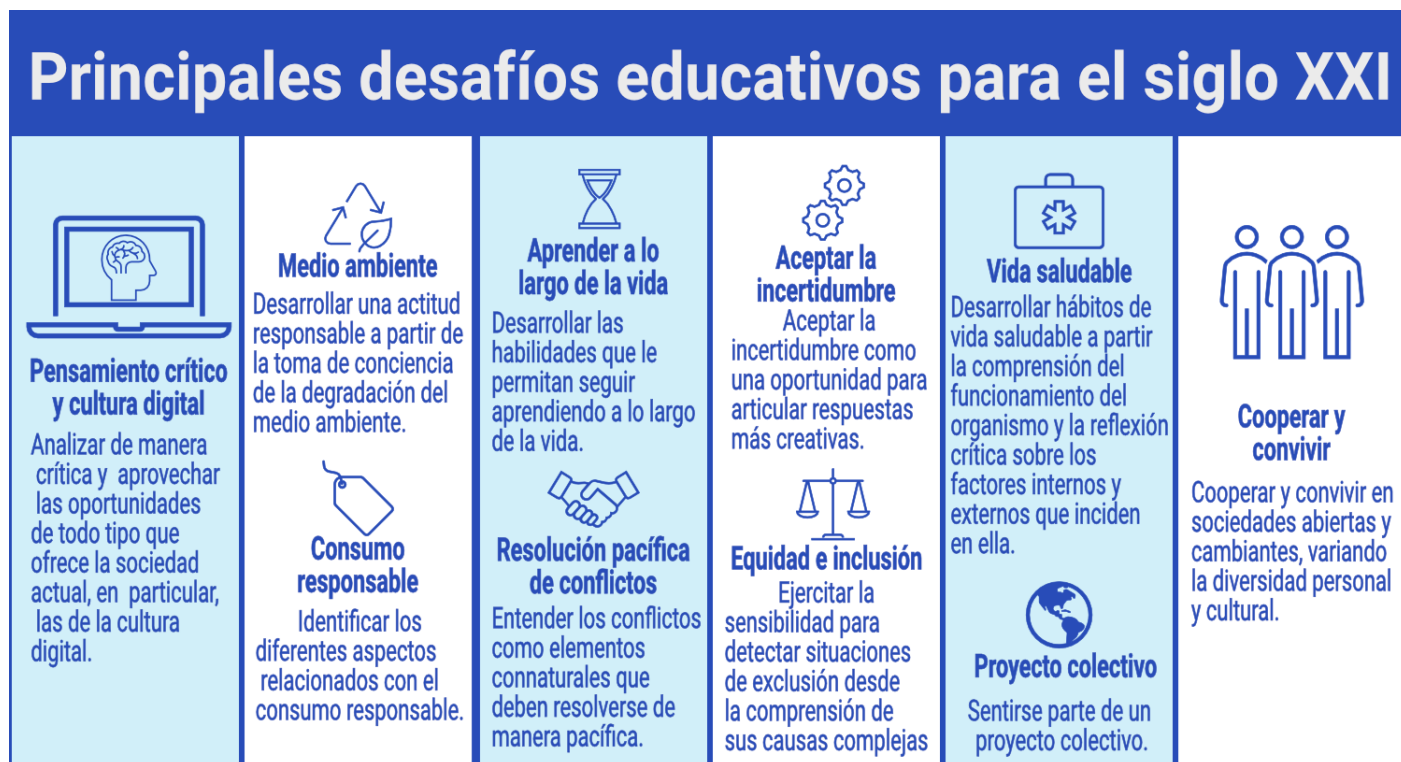 Principales desafíos educativos para el siglo XXI
Pensamiento crítico
y cultura digital
Analizar de manera
crítica y aprovechar
las oportunidades
de todo tipo que
ofrece la sociedad
actual, en particular,
las de la cultura
digital.
Medio ambiente
Desarrollar una actitud
responsable a partir de
la toma de conciencia
de la degradación del
medio ambiente.
Consumo
responsable
Identificar los
diferentes aspectos
relacionados con el
consumo responsable.
Aprender a lo
largo de la vida
Desarrollar las
habilidades que le
permitan seguir
aprendiendo a lo largo
de la vida.
Resolución pacífica
de conflictos
Entender los conflictos
como elementos
connaturales que
deben resolverse de
manera pacífica.
Aceptar la
incertidumbre
Aceptar la
incertidumbre como
una oportunidad para
articular respuestas
más creativas.
Equidad e inclusión
Ejercitar la
sensibilidad para
detectar situaciones
de exclusión desde
la comprensión de
sus causas complejas
Vida saludable
Desarrollar hábitos de
vida saludable a partir
la comprensión del
funcionamiento del
organismo y la reflexión
crítica sobre los
factores internos y
externos que inciden
en ella.
Proyecto colectivo
Sentirse parte de un
proyecto colectivo.
Cooperar y
convivir
Cooperar y convivir en
sociedades abiertas y
cambiantes, variando
la diversidad personal
y cultural.